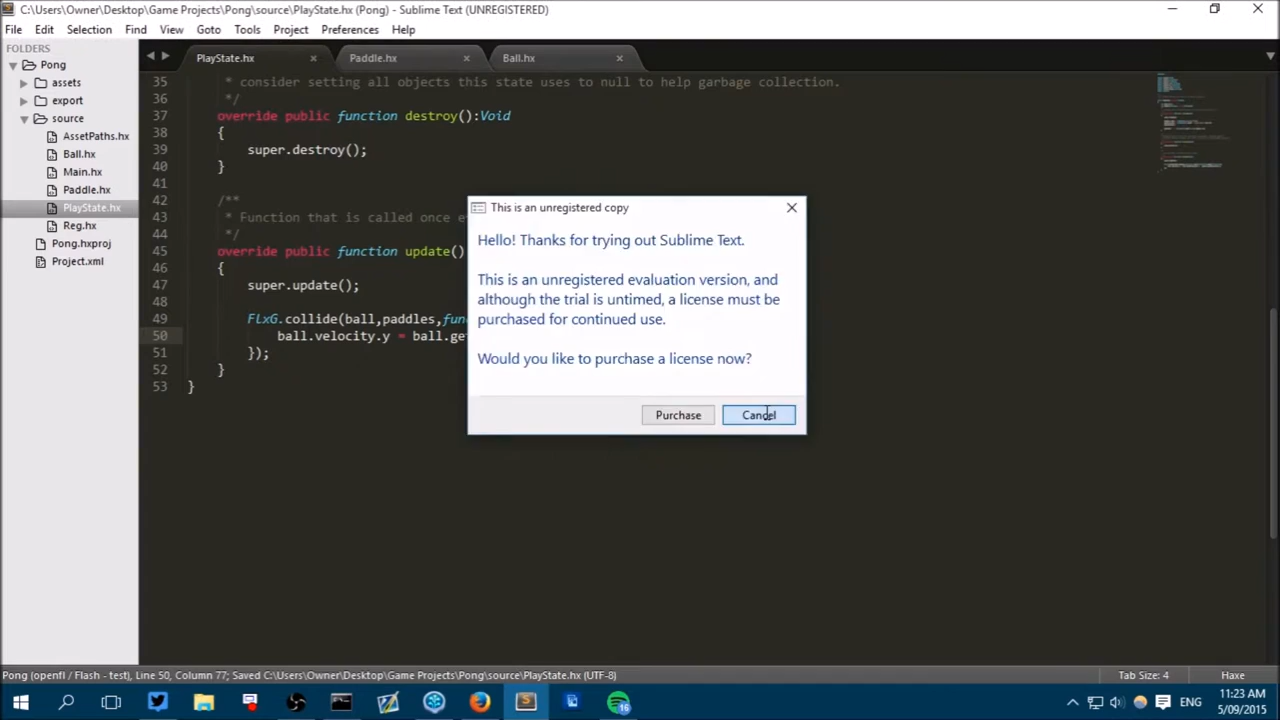 C:\Users\Owner\Desktop\Game Projects\Pong\source\PlayState.hx (Pong) - Sublime Text (UNREGISTERED)
File Edit Selection Find View Goto Tools Project Preferences Help
FOLDERS
Pong
assets
export
source
AssetPaths.hx
Ball.hx
Main.hx
Paddle.hx
PlayState.hx
Reg.hx
Pong.hxproj
Project.xml
PlayState.hx Paddle.hx Ball.hx
35 * consider setting all objects this state uses to null to help garbage collection.
36 */
37 override public function destroy():Void
38 {
39 super.destroy();
40 }
41
42 /**
43 * Function that is called once
44 */
45 override public function update()
46 {
47 super.update();
48
49 FlxG.collide(ball,paddles,fun
50 ball.velocity.y = ball.ge
51 });
52 }
53 }
This is an unregistered copy
Hello! Thanks for trying out Sublime Text.
This is an unregistered evaluation version, and
although the trial is untimed, a license must be
purchased for continued use.
Would you like to purchase a license now?
Purchase Cancel
Pong (openfl / Flash - test), Line 50, Column 77; Saved C:\Users\Owner\Desktop\Game Projects\Pong\source\PlayState.hx (UTF-8) Tab Size: 4 Haxe
16
ENG
11:23 AM
5/09/2015